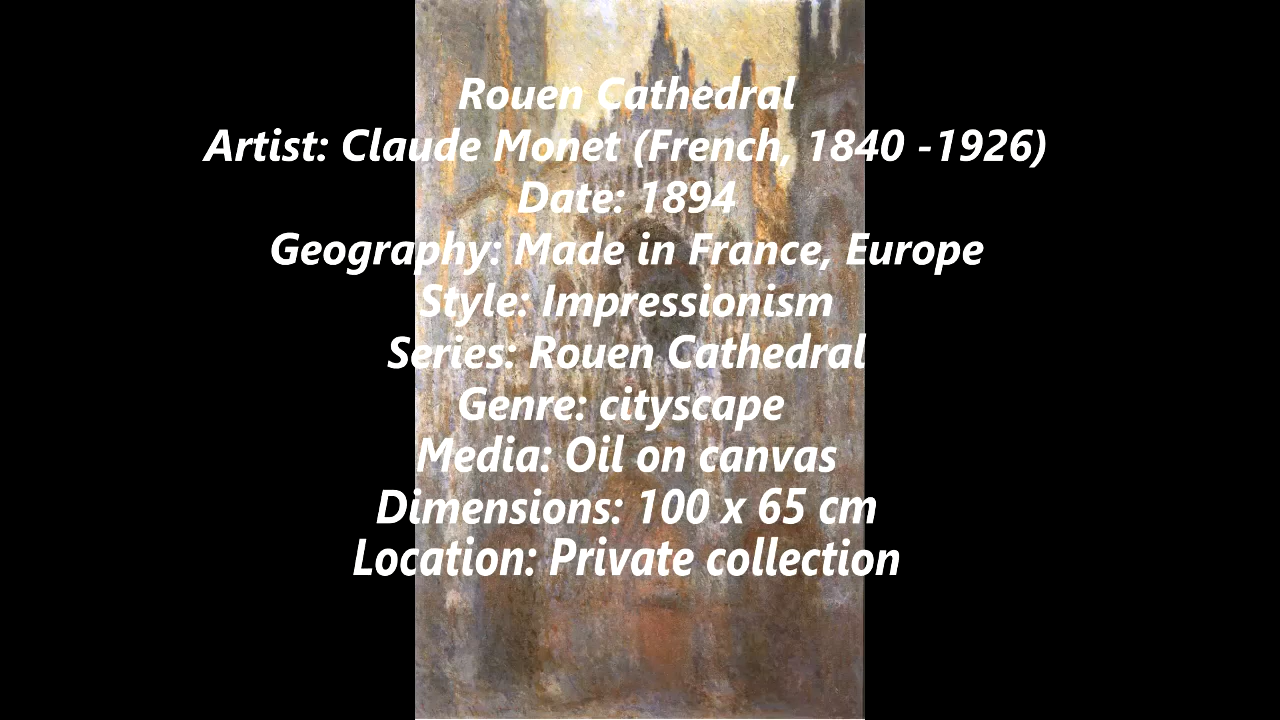 Rouen Cathedral
Artist: Claude Monet (French, 1840 -1926)
Date: 1894
Geography: Made in France, Europe
Style: Impressionism
Series: Rouen Cathedral
Genre: cityscape
Media: Oil on canvas
Dimensions: 100 x 65 cm
Location: Private collection